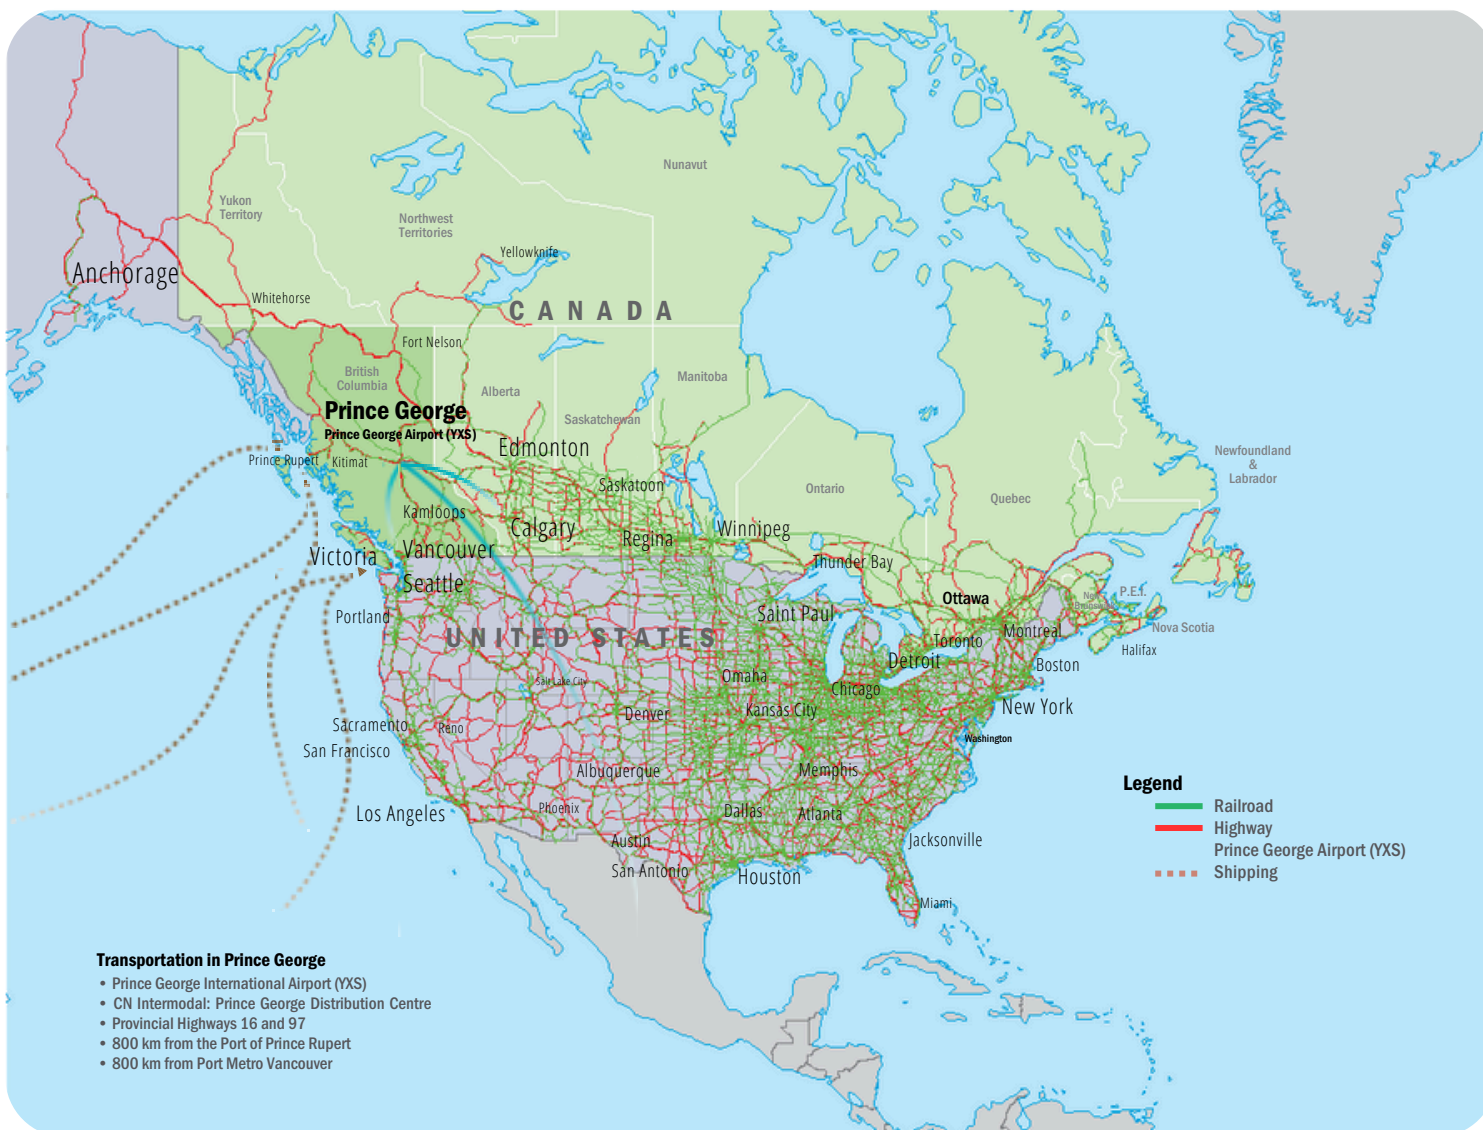 Nunavut
Yukon
Territory
Northwest
Territories
Yellowknife
Anchorage
Whitehorse
CANADA
Fort Nelson
British
Columbia
Alberta
Manitoba
Saskatchewan
Prince George
Prince George Airport (YXS)
Edmonton
Prince Rupert
Kitimat
Saskatoon
Ontario
Quebec
Newfoundland
&
Labrador
Kamloops
Calgary
Regina
Winnipeg
Victoria
Vancouver
Thunder Bay
Seattle
Ottawa
New
Brunswick
P.E.I.
Portland
Saint Paul
UNITED STATES
Toronto
Montreal
Nova Scotia
Halifax
Detroit
Boston
Salt Lake City
Omaha
Chicago
New York
Kansas City
Denver
Sacramento
Reno
Washington
San Francisco
Albuquerque
Memphis
Los Angeles
Phoenix
Dallas
Atlanta
Austin
Jacksonville
San Antonio
Houston
Miami
Legend
Railroad
Highway
Prince George Airport (YXS)
Shipping
Transportation in Prince George
• Prince George International Airport (YXS)
• CN Intermodal: Prince George Distribution Centre
• Provincial Highways 16 and 97
• 800 km from the Port of Prince Rupert
• 800 km from Port Metro Vancouver